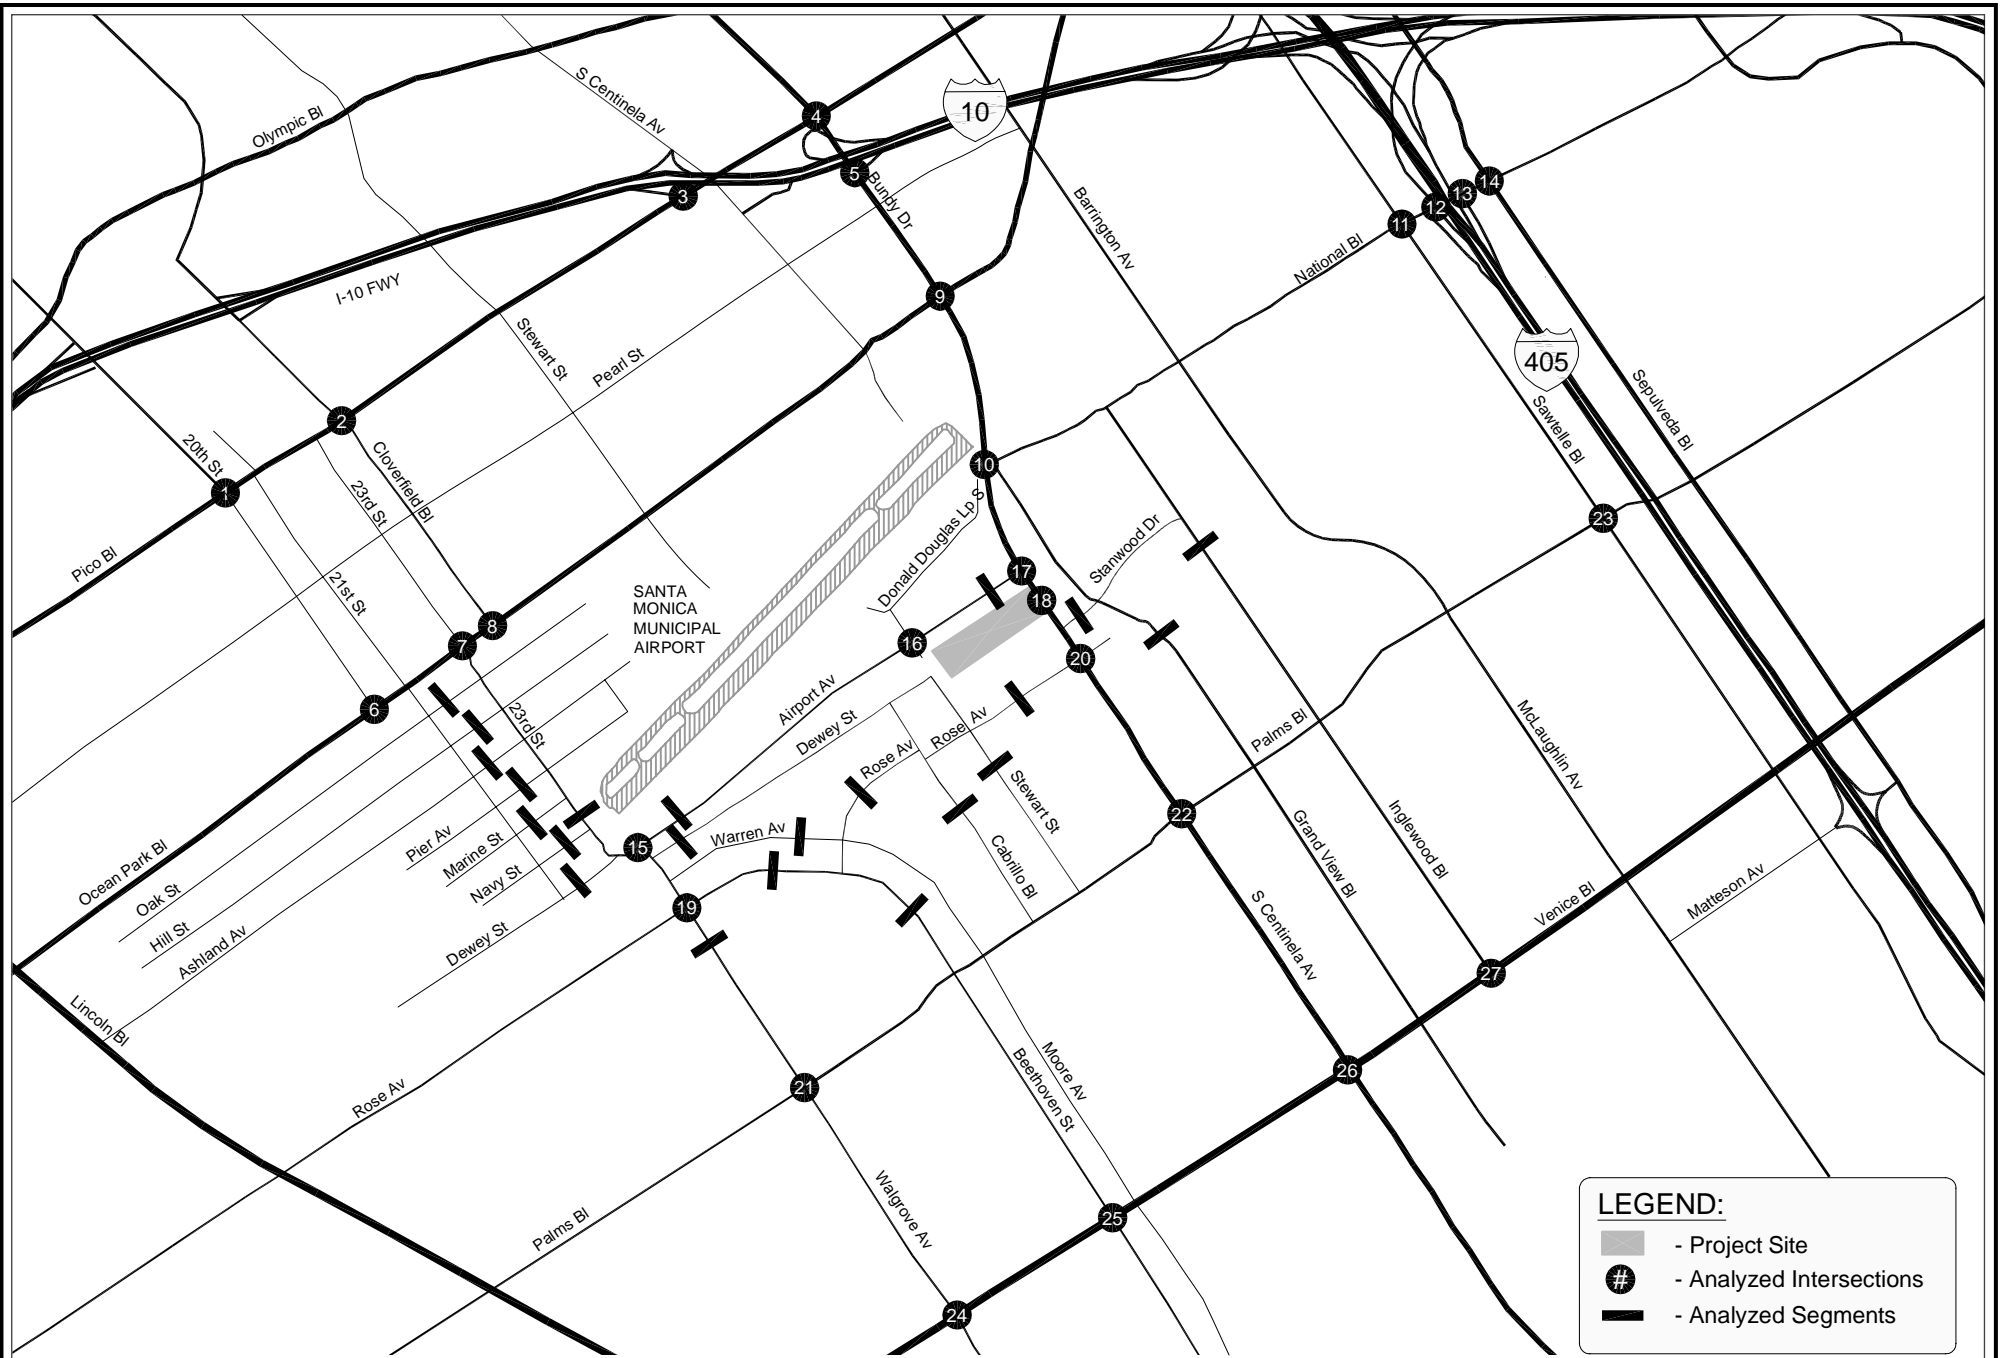 S Centinela Av
Olympic Bl
10
4
5
3
Bundy Dr
Barrington Av
14
13
12
11
National Bl
I-10 FWY
9
Stewart St
Pearl St
405
Sepulveda Bl
Sawtelle Bl
2
20th St
Cloverfield Bl
23rd St
1
10
Donald Douglas Lp S
23
Pico Bl
Stanwood Dr
21st St
17
18
SANTA
MONICA
MUNICIPAL
AIRPORT
8
7
16
20
6
23rd St
Airport Av
Dewey St
Rose Av
Rose Av
Palms Bl
McLaughlin Av
Stewart St
22
Grand View Bl
Inglewood Bl
Warren Av
15
Pier Av
Marine St
Navy St
Cabrillo Bl
Ocean Park Bl
Oak St
Hill St
Ashland Av
Dewey St
19
S Centinela Av
Venice Bl
Matteson Av
27
Lincoln Bl
Rose Av
Moore Av
Beethoven St
21
26
Walgrove Av
Palms Bl
25
24
LEGEND:
- Project Site
# - Analyzed Intersections
- Analyzed Segments